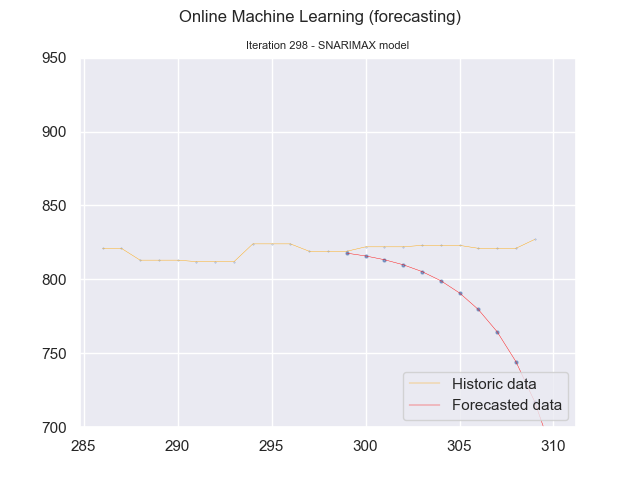 Online Machine Learning (forecasting)
Iteration 298 - SNARIMAX model
950
900
850
800
750
700
Historic data
Forecasted data
285 290 295 300 305 310